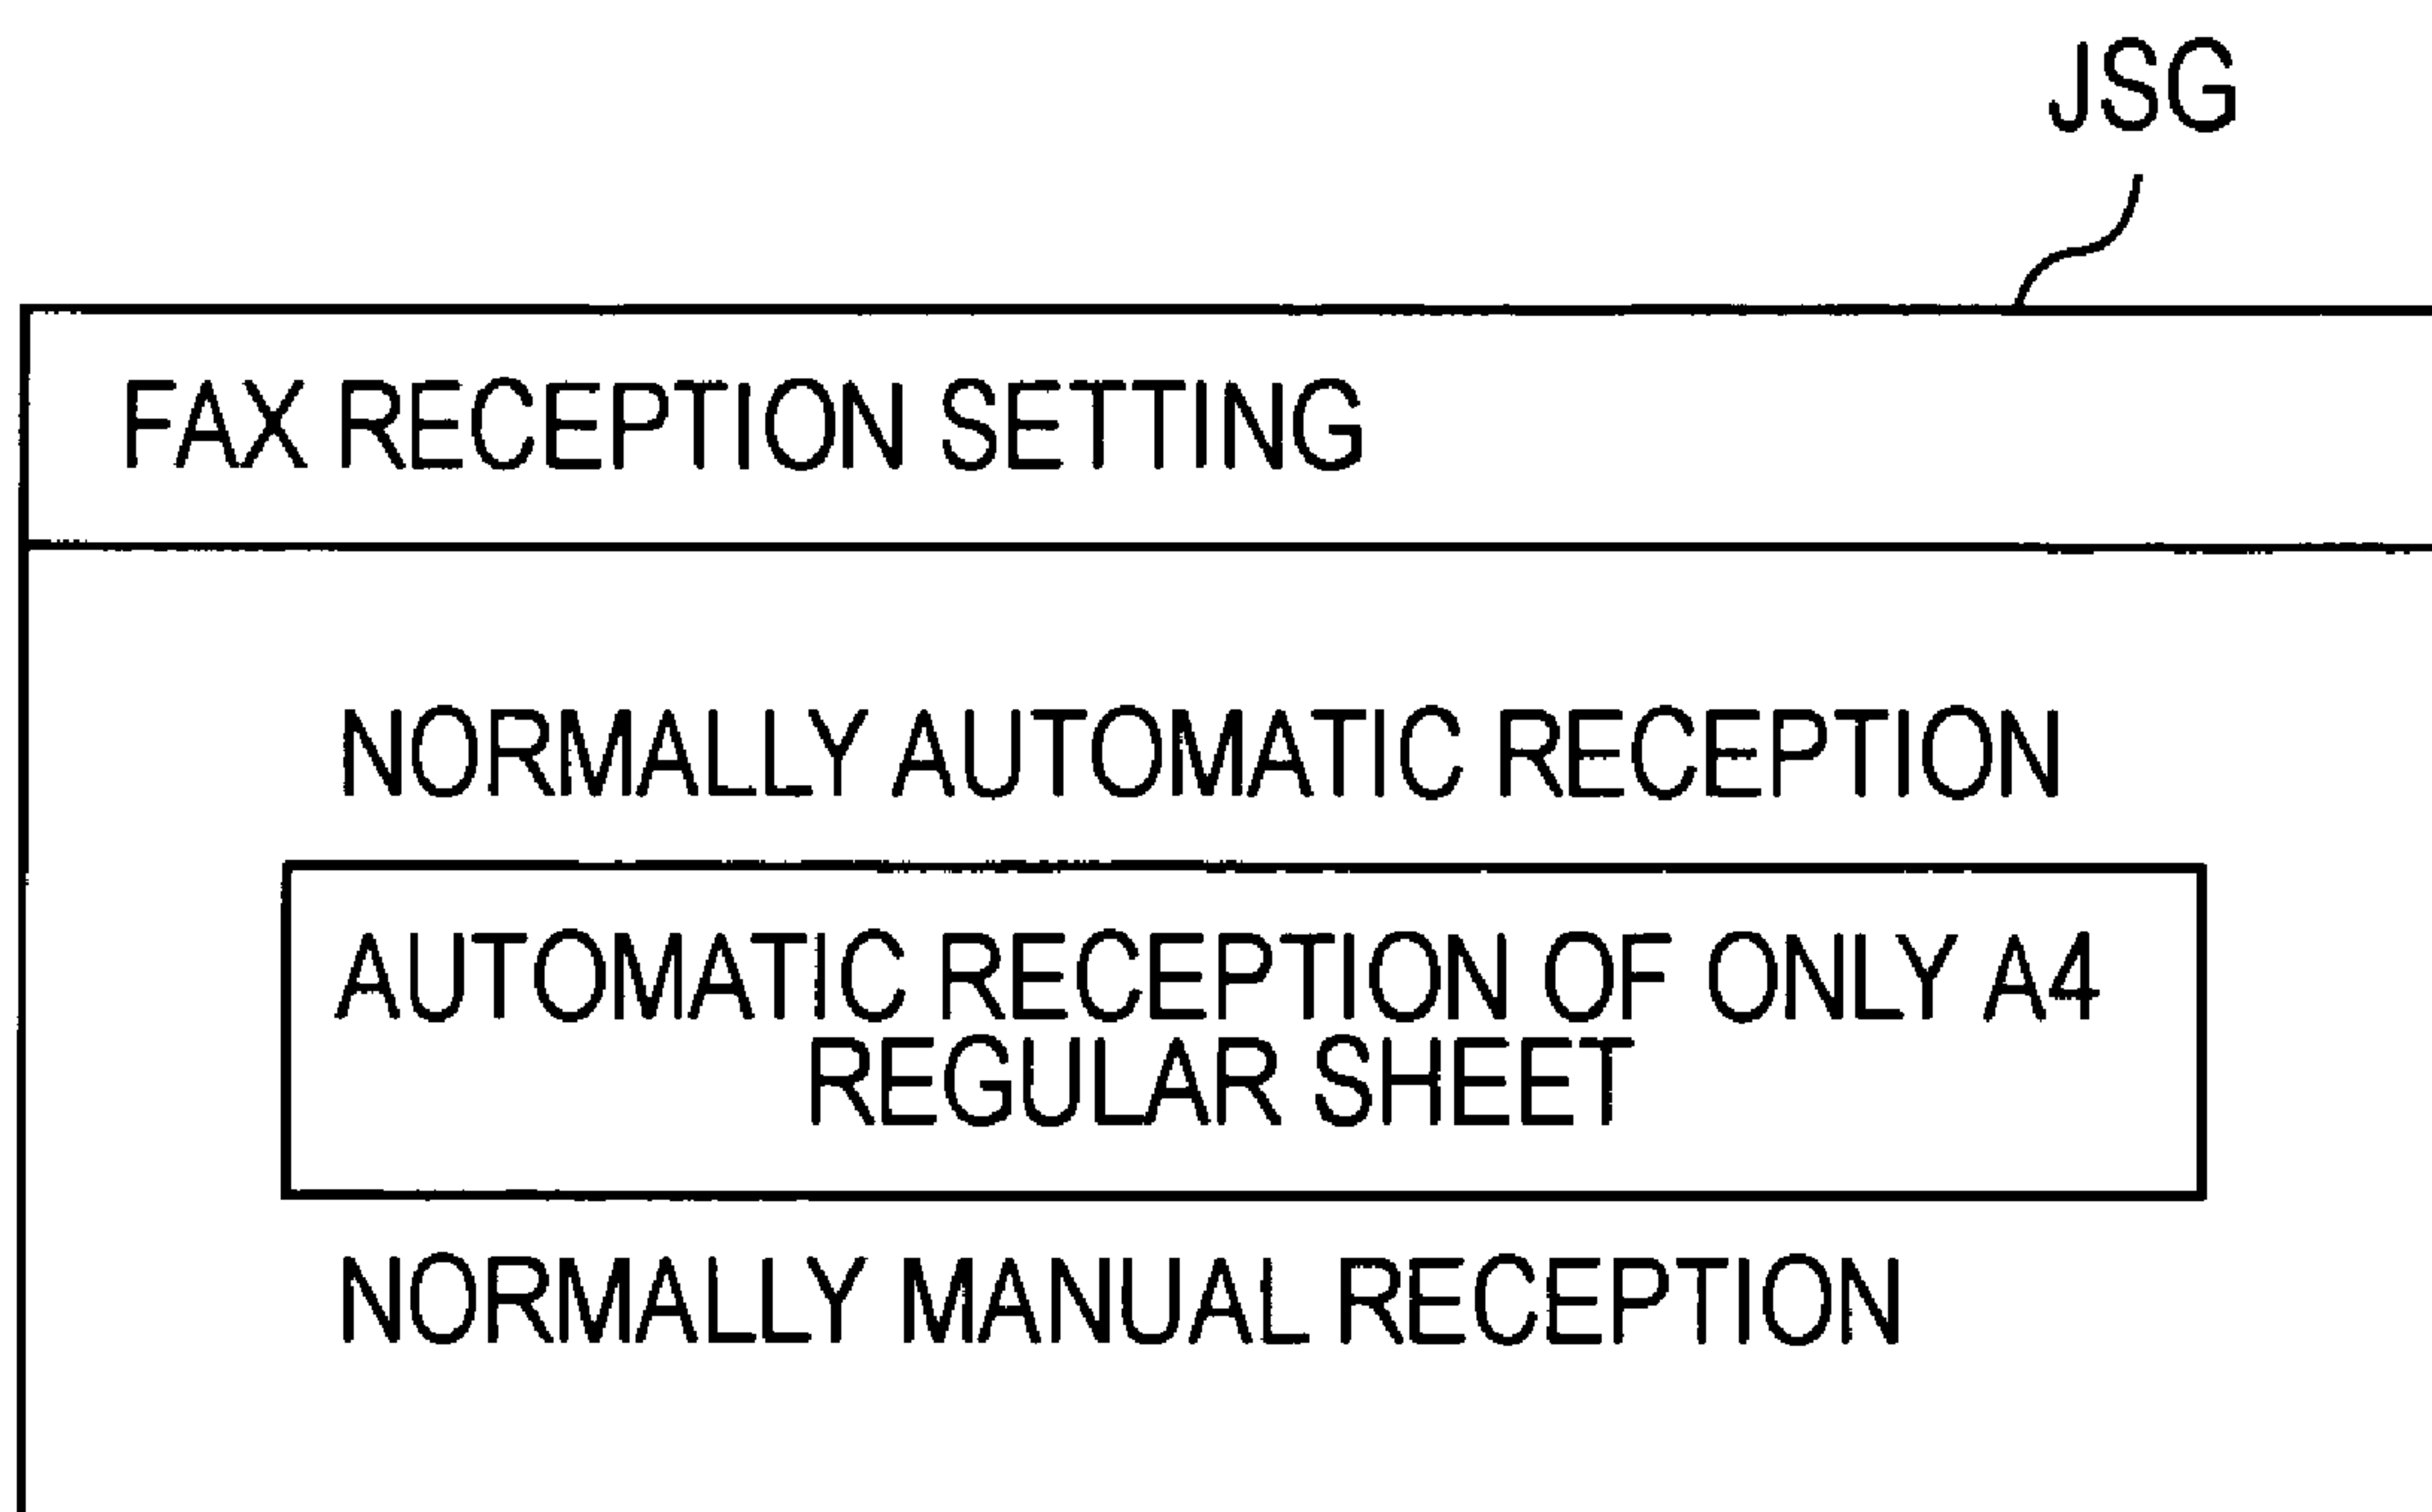 JSG
FAX RECEPTION SETTING
NORMALLY AUTOMATIC RECEPTION
AUTOMATIC RECEPTION OF ONLY A4
REGULAR SHEET
NORMALLY MANUAL RECEPTION